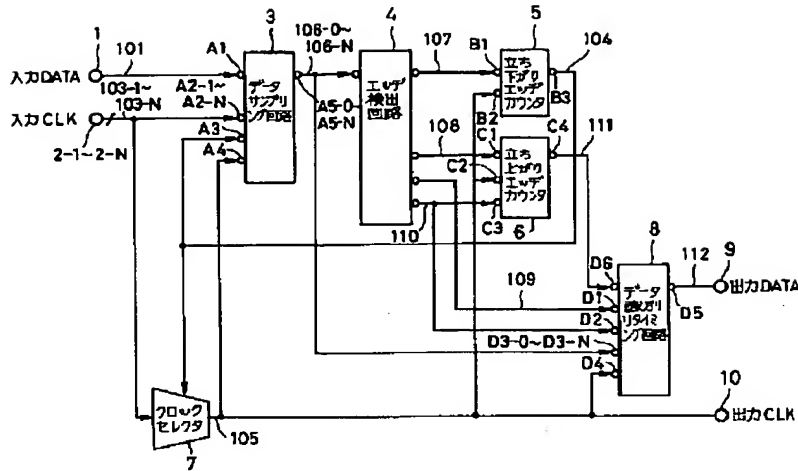 1
101
入力DATA
103-1~
103-N
入力CLK
2-1~2-N
3
A1
A2-1~
A2-N
A3
A4
データ
サンプリ
ング回路
106-0~
106-N
A5-0
A5-N
4
エッヂ
検出
回路
107
108
110
109
5
B1
B2
B3
立ち
下がり
エッヂ
カウンタ
104
C1
C2
C3
C4
立ち
上がり
エッヂ
カウンタ
6
111
8
D6
D1
D2
D3-0~D3-N
D4
D5
データ
リタイミ
ング回路
112
9
出力DATA
10
出力CLK
クロック
セレクタ
7
105